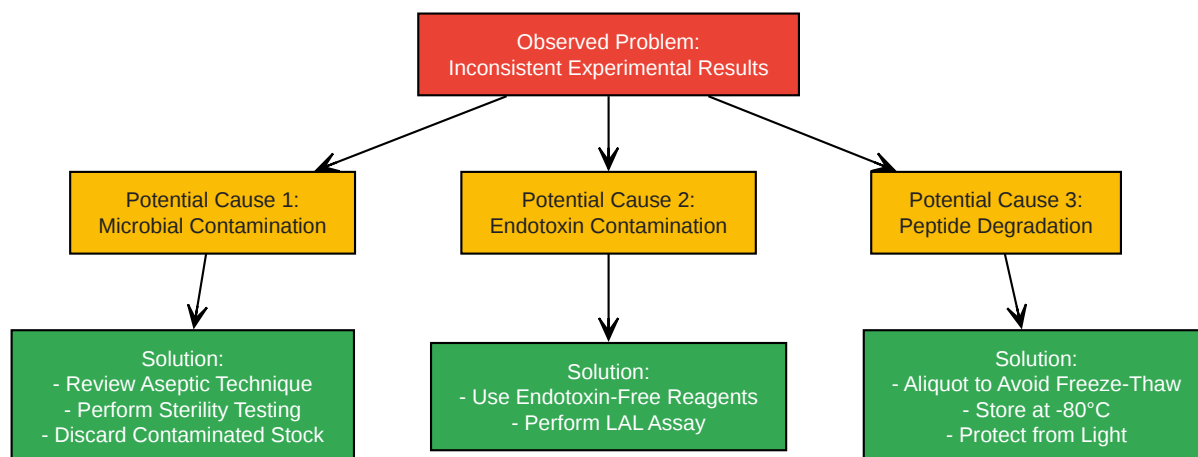 Observed Problem:
Inconsistent Experimental Results
Potential Cause 1:
Microbial Contamination
Potential Cause 2:
Endotoxin Contamination
Potential Cause 3:
Peptide Degradation
Solution:
- Review Aseptic Technique
- Perform Sterility Testing
- Discard Contaminated Stock
Solution:
- Use Endotoxin-Free Reagents
- Perform LAL Assay
Solution:
- Aliquot to Avoid Freeze-Thaw
- Store at -80°C
- Protect from Light